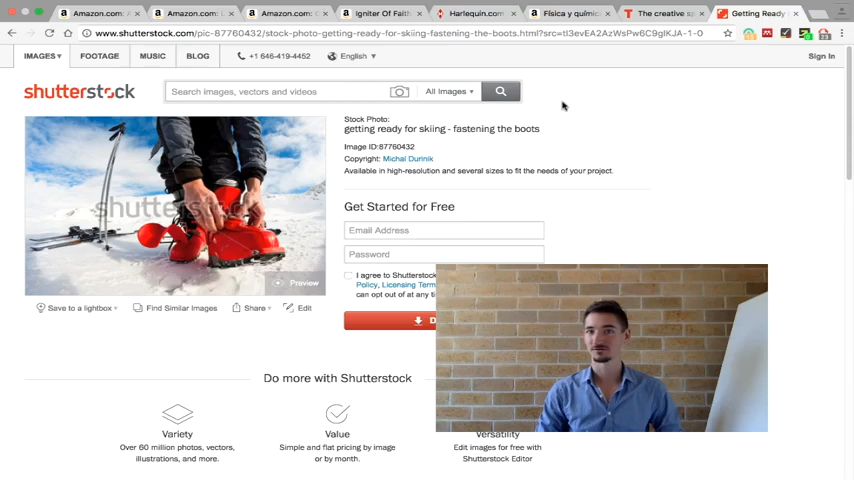 Amazon.com: A
Amazon.com: L
Amazon.com: C
Igniter Of Faith
Harlequin.com
Física y químic
The creative sp
Getting Ready
www.shutterstock.com/pic-87760432/stock-photo-getting-ready-for-skiing-fastening-the-boots.html?src=
IMAGES
FOOTAGE
MUSIC
BLOG
+1 646-419-4452
English
Sign In
shutterstock
Search images, vectors and videos
All Images
Stock Photo:
getting ready for skiing - fastening the boots
Image ID:87760432
Copyright: Michal Durinik
Available in high-resolution and several sizes to fit the needs of your project.
Get Started for Free
Email Address
Password
I agree to Shutterstock
Policy, Licensing Term
can opt out of at any ti
D
shutterstock
Preview
Save to a lightbox
Find Similar Images
Share
Edit
Do more with Shutterstock
Variety
Over 60 million photos, vectors,
illustrations, and more.
Value
Simple and flat pricing by image
or by month.
Versatility
Edit images for free with
Shutterstock Editor